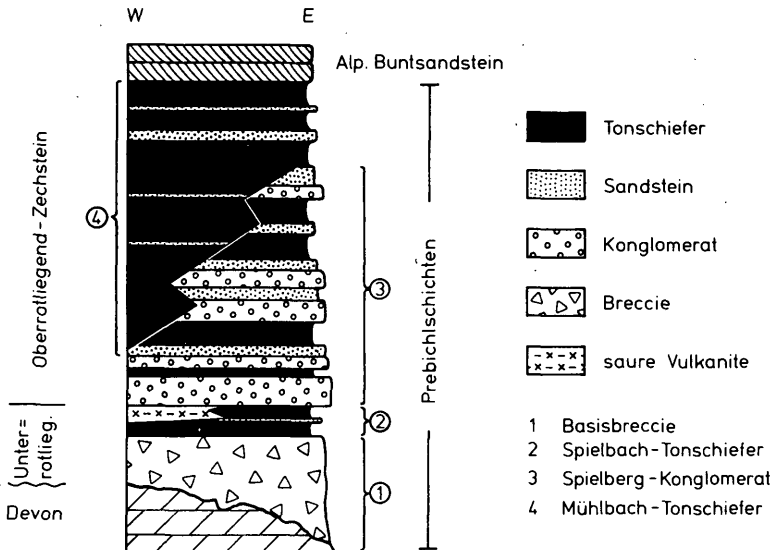 W
E
Alp. Buntsandstein
Oberrotliegend-Zechstein
Unter=
rotlieg.
Devon
4
3
2
1
Prebichlschichten
Tonschiefer
Sandstein
Konglomerat
Breccie
saure Vulkanite
1 Basisbreccie
2 Spielbach-Tonschiefer
3 Spielberg-Konglomerat
4 Mühlbach-Tonschiefer